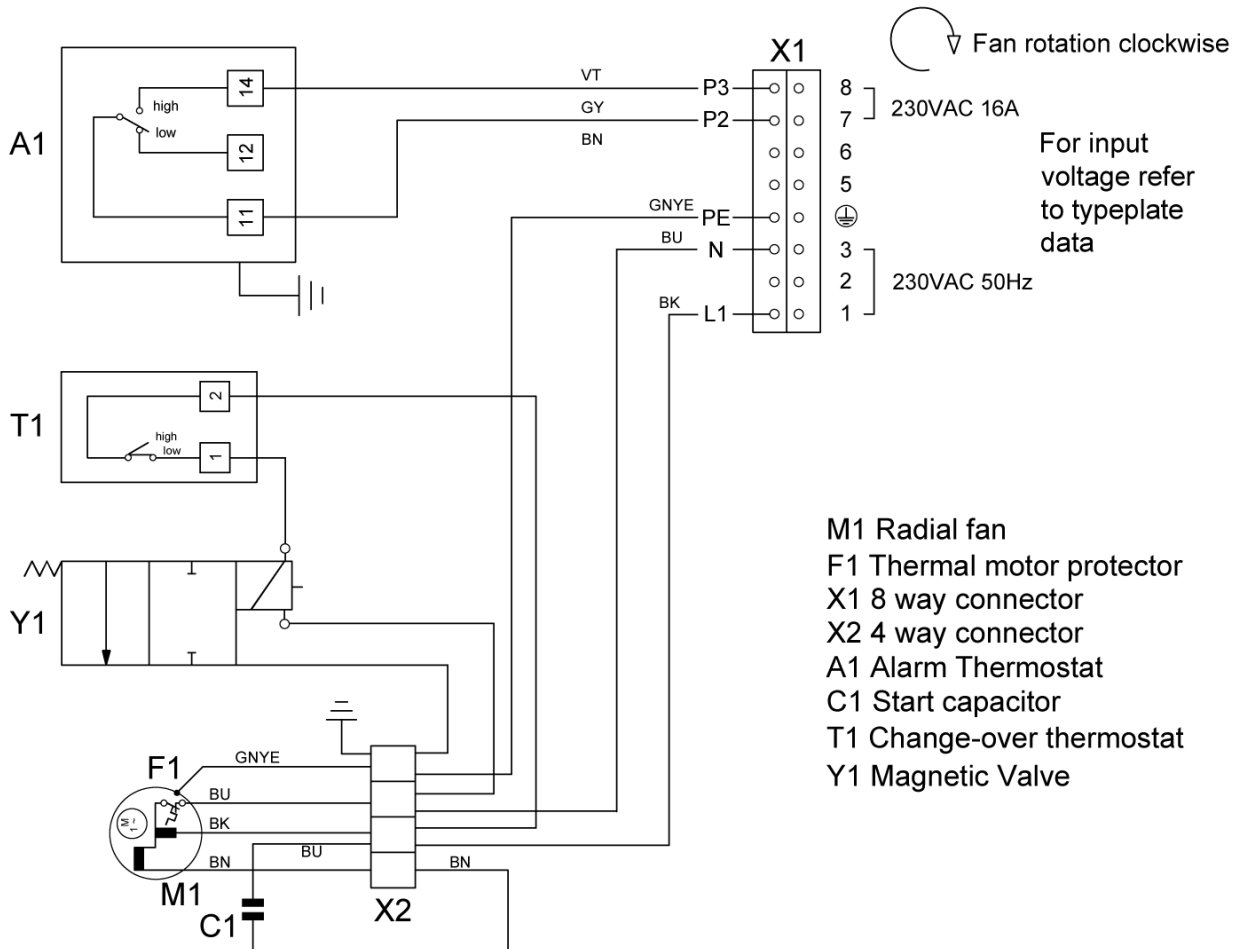 Fan rotation clockwise
X1
A1
14
high
low
12
11
VT
GY
BN
P3
P2
GNYE
PE
BU
N
BK
L1
8
7
6
5
3
2
1
230VAC 16A
230VAC 50Hz
For input
voltage refer
to typeplate
data
T1
2
high
low
1
Y1
M1 Radial fan
F1 Thermal motor protector
X1 8 way connector
X2 4 way connector
A1 Alarm Thermostat
C1 Start capacitor
T1 Change-over thermostat
Y1 Magnetic Valve
F1
GNYE
BU
M
1~
BK
BU
BN
BN
M1
C1
X2